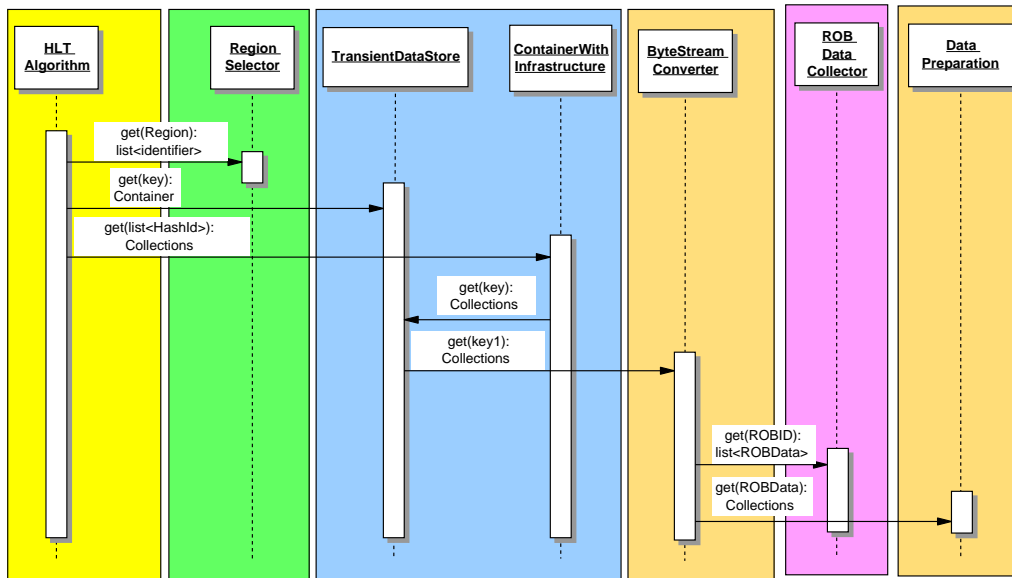 HLT
Algorithm
Region
Selector
TransientDataStore
ContainerWith
Infrastructure
ByteStream
Converter
ROB
Data
Collector
Data
Preparation
get(Region):
list<identifier>
get(key):
Container
get(list<HashId>):
Collections
get(key):
Collections
get(key1):
Collections
get(ROBID):
list<ROBData>
get(ROBData):
Collections